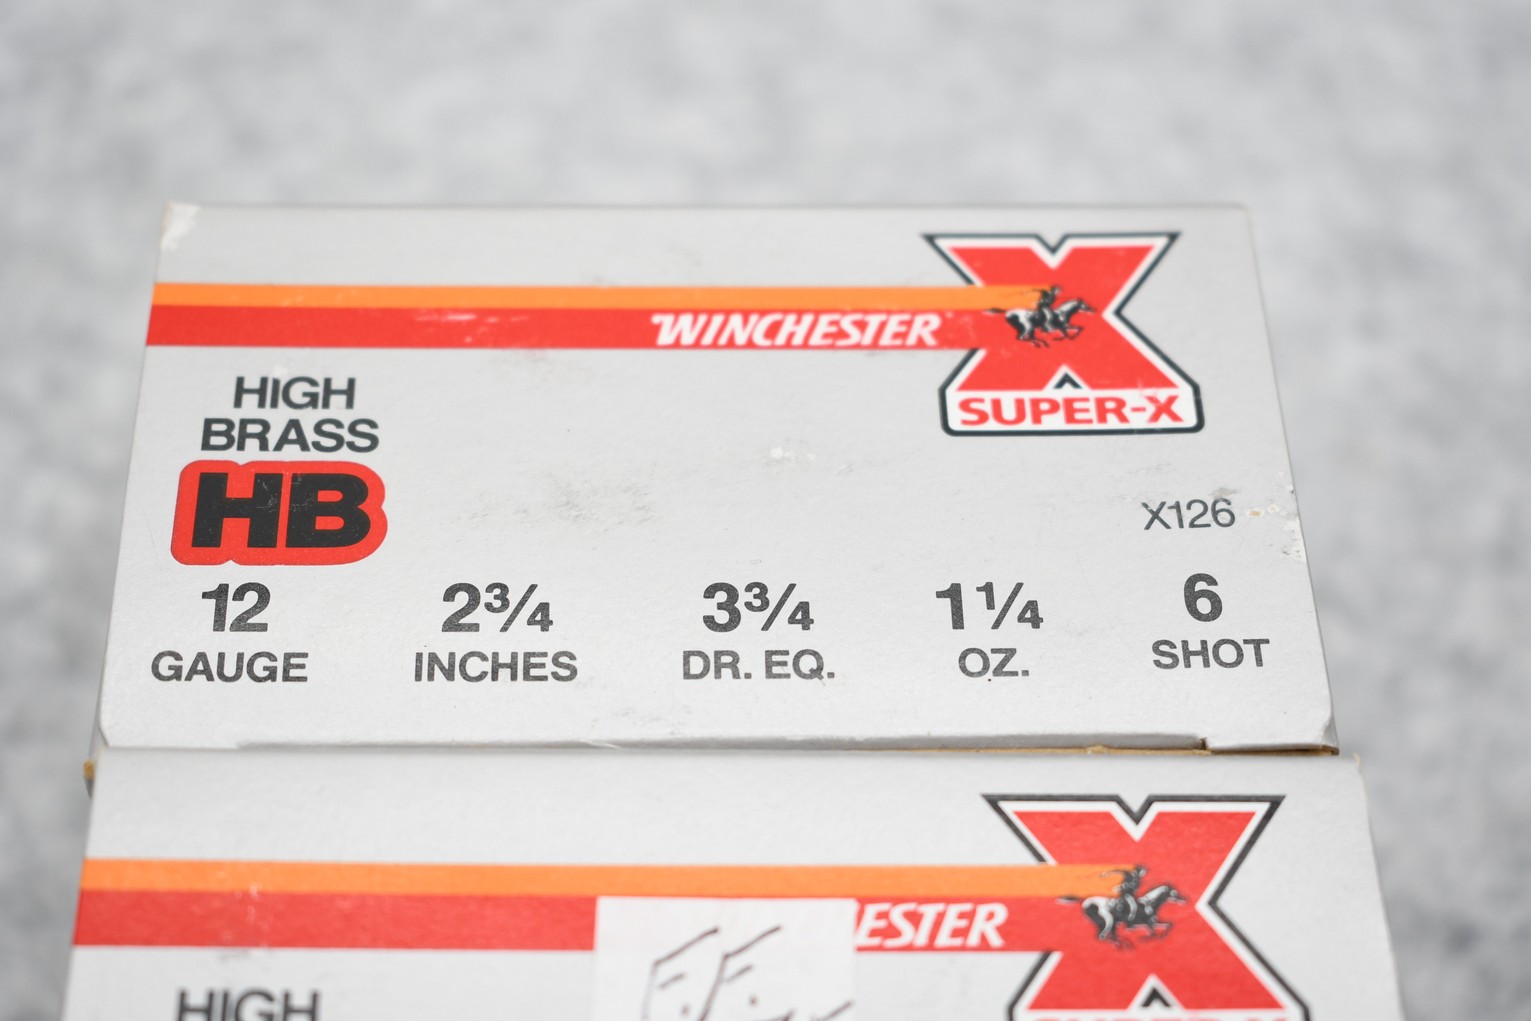 WINCHESTER
X
SUPER-X
HIGH
BRASS
HB
X126
12 2¾ 3¾ 1¼ 6
GAUGE INCHES DR. EQ. OZ. SHOT
ESTER
X
HIGH